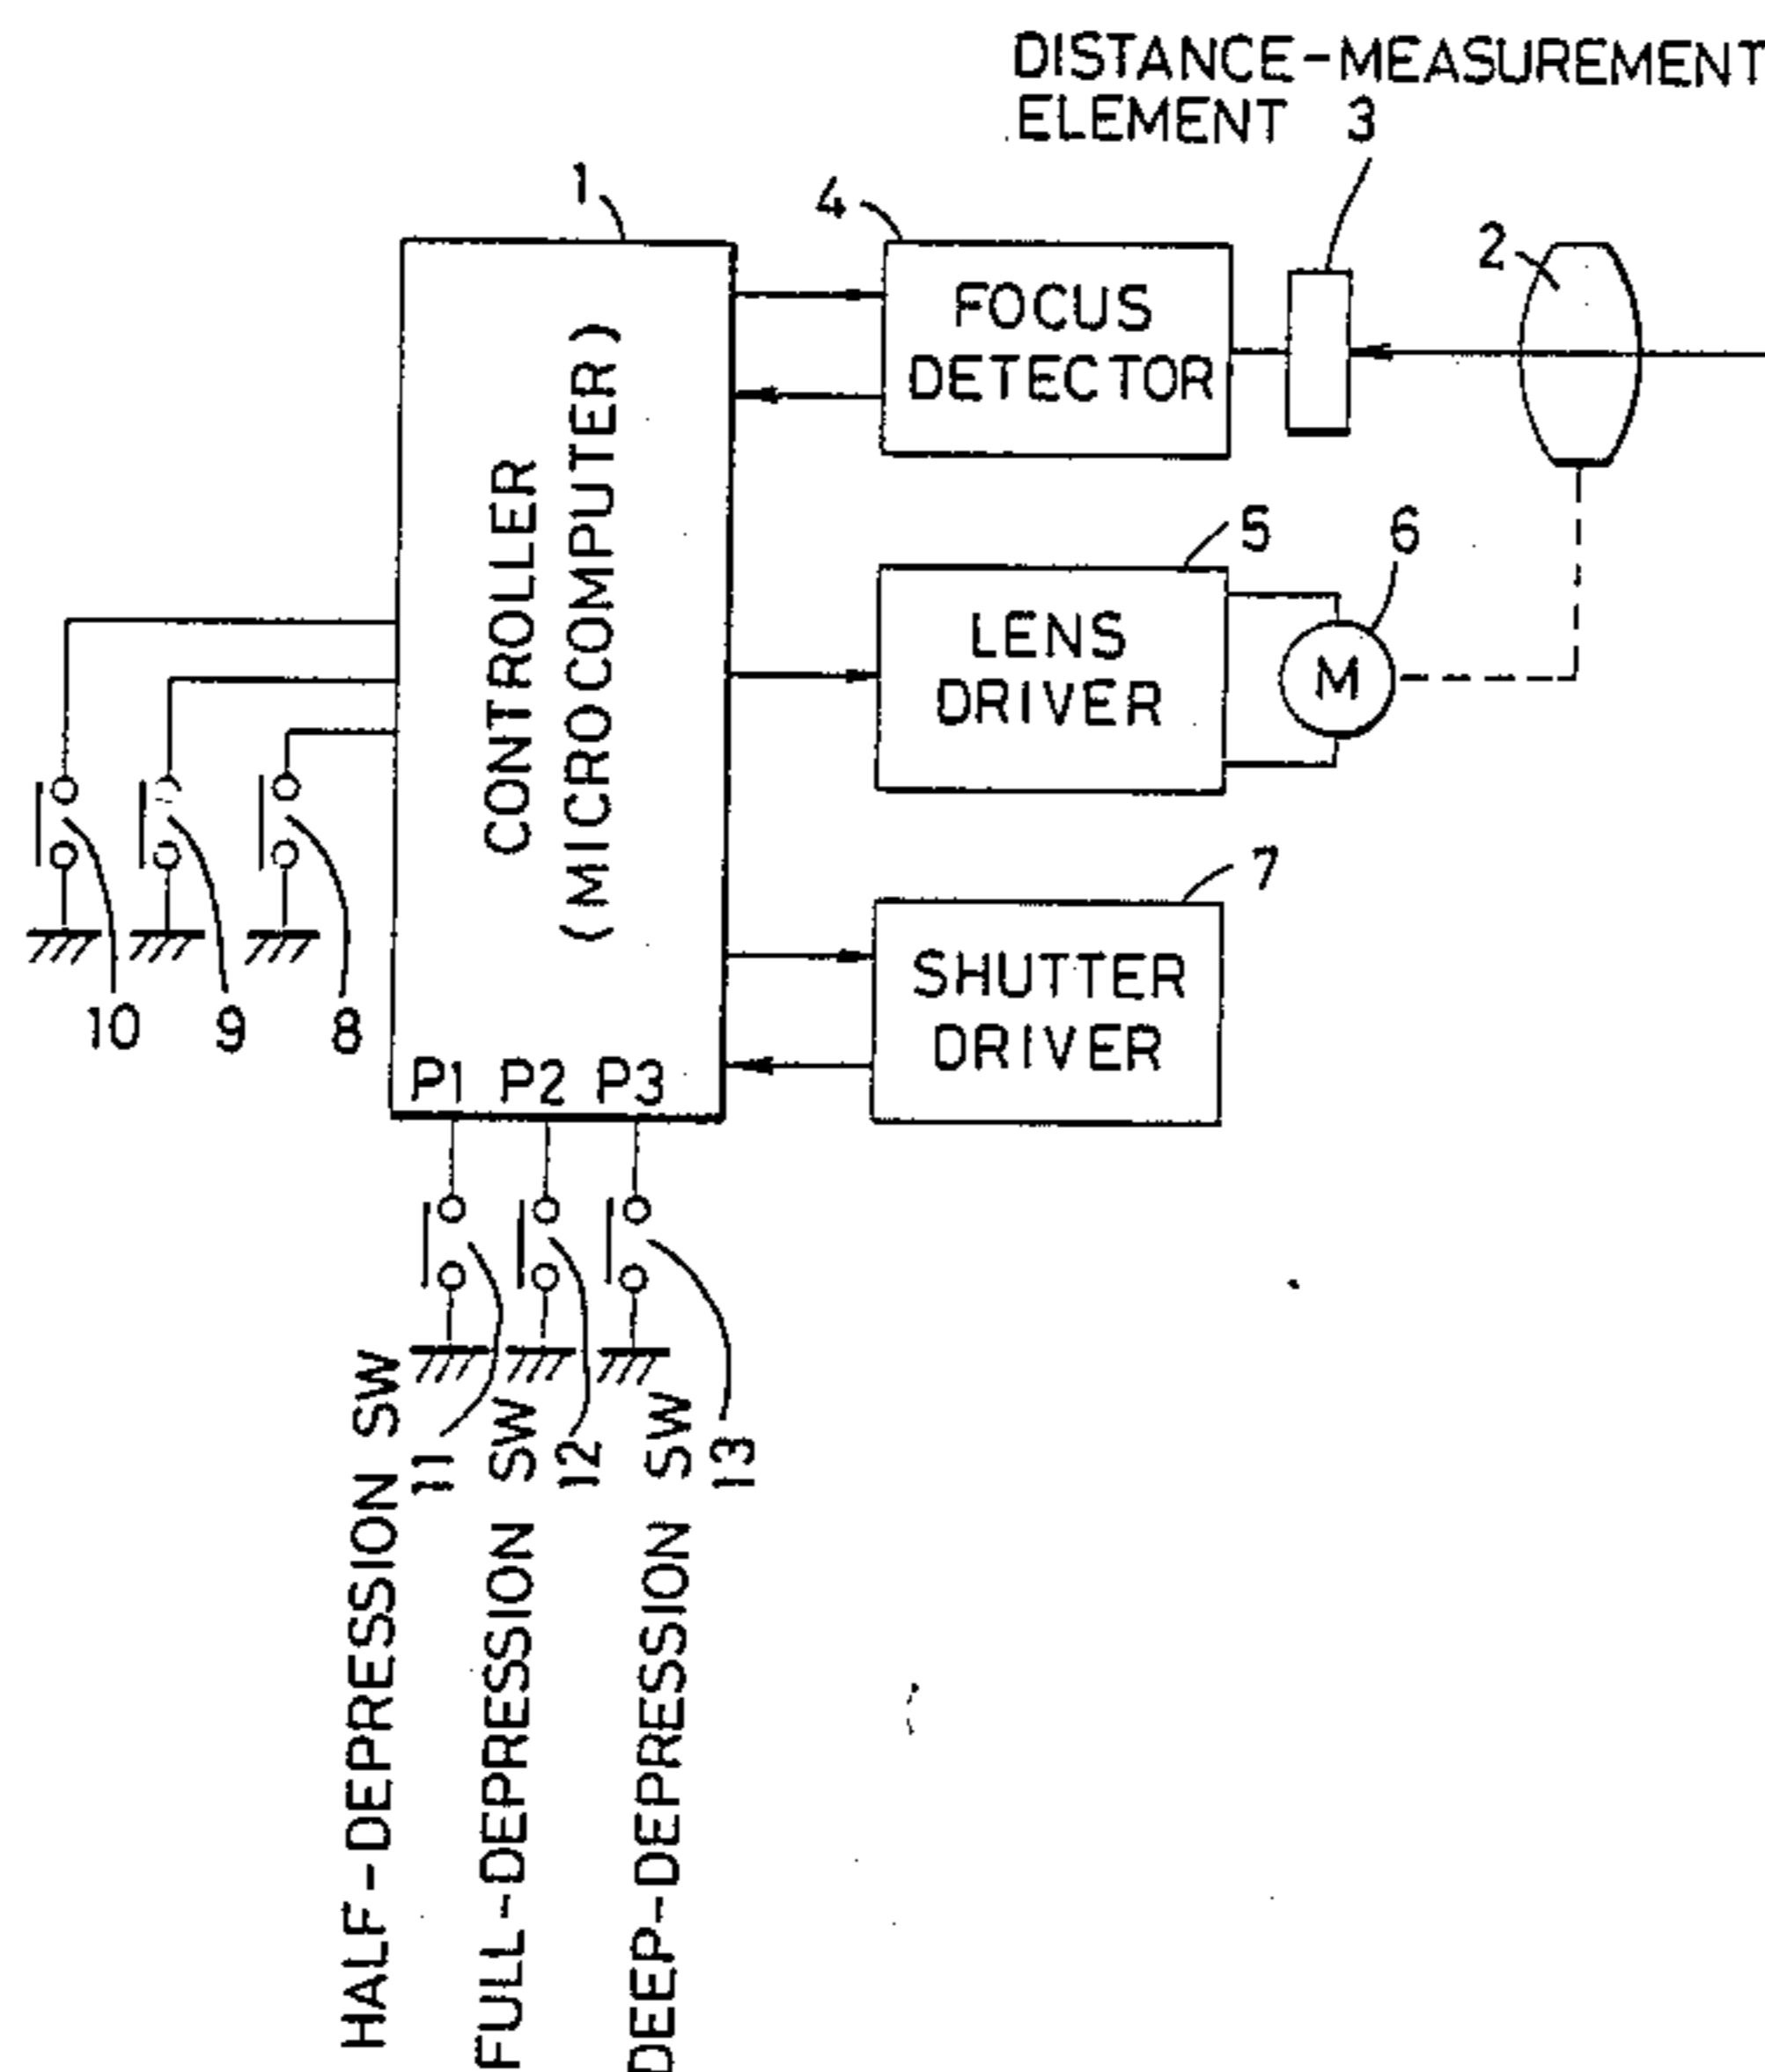 DISTANCE-MEASUREMENT
ELEMENT 3
1
4
2
FOCUS
DETECTOR
CONTROLLER
(MICROCOMPUTER)
5
6
LENS
DRIVER
M
7
SHUTTER
DRIVER
10
9
8
P1 P2 P3
HALF-DEPRESSION SW
11
FULL-DEPRESSION SW
12
DEEP-DEPRESSION SW
13